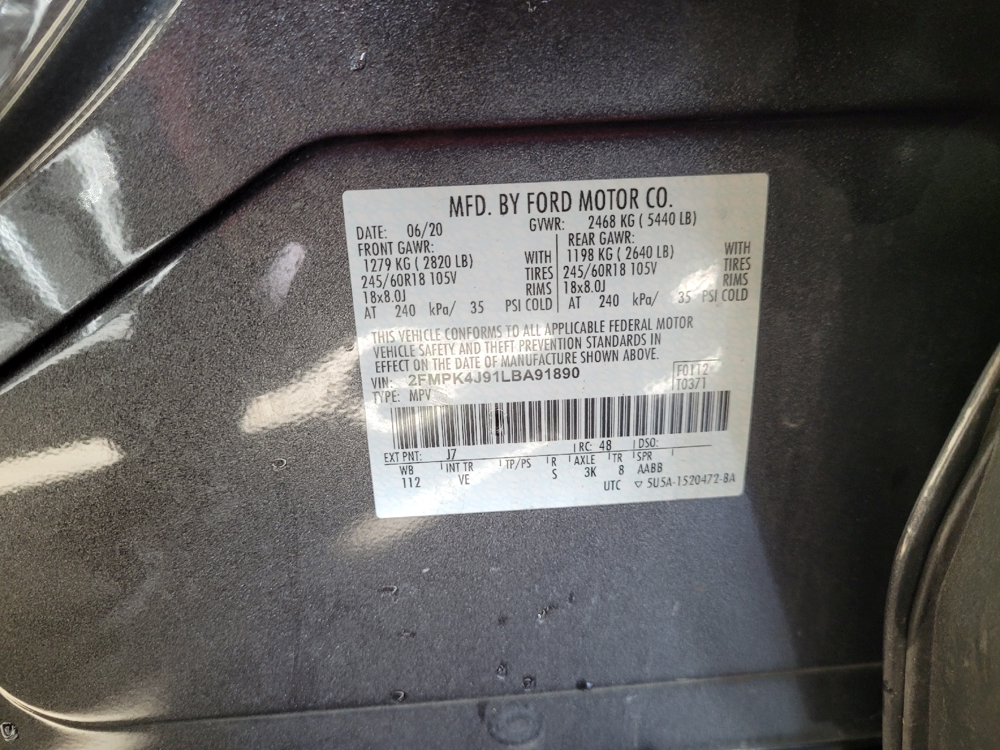 MFD. BY FORD MOTOR CO.
DATE: 06/20 GVWR: 2468 KG ( 5440 LB)
FRONT GAWR: REAR GAWR:
1279 KG ( 2820 LB) WITH 1198 KG ( 2640 LB) WITH
245/60R18 105V TIRES 245/60R18 105V TIRES
18x8.0J RIMS 18x8.0J RIMS
AT 240 kPa/ 35 PSI COLD AT 240 kPa/ 35 PSI COLD
THIS VEHICLE CONFORMS TO ALL APPLICABLE FEDERAL MOTOR
VEHICLE SAFETY AND THEFT PREVENTION STANDARDS IN
EFFECT ON THE DATE OF MANUFACTURE SHOWN ABOVE.
VIN: 2FMPK4J91LBA91890 F0112
TYPE: MPV T0371
EXT PNT: J7 RC: 48 DSO:
WB INT TR TP/PS R AXLE TR SPR
112 VE S 3K 8 AABB
UTC ▽ 5U5A-1520472-BA